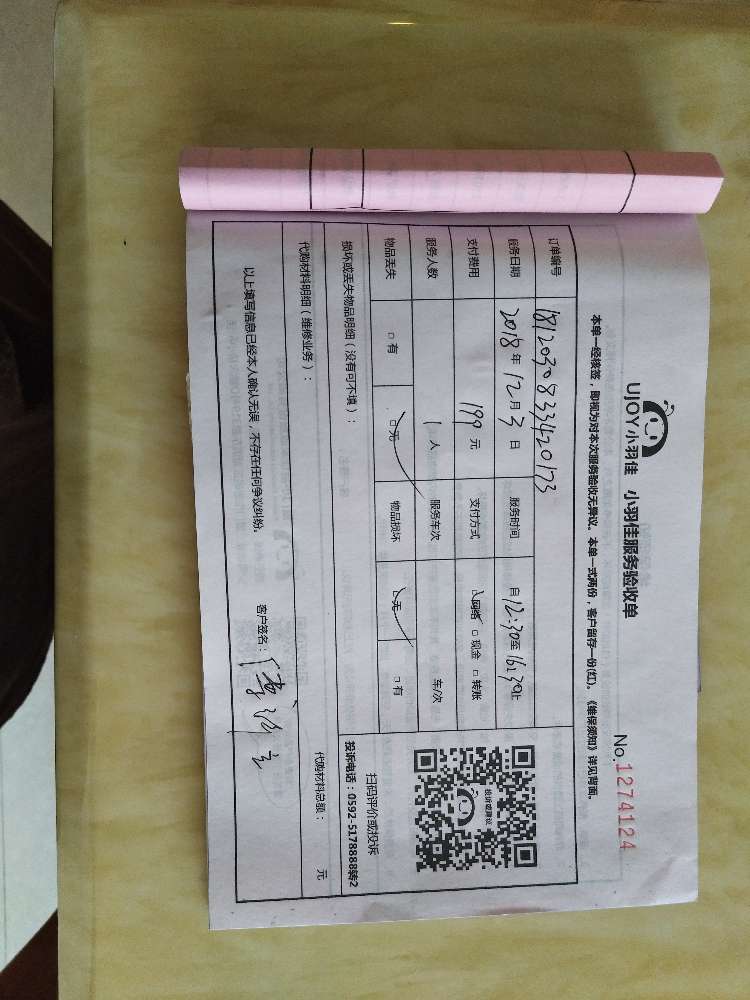 UJOY小羽佳 小羽佳服务验收单
No.1274124
本单一经核签，即视为对本次服务验收无异议。本单一式两份，客户留存一份(红)。《维保须知》详见背面。
订单编号 181203083342 0173
服务日期 2018年12月3日 服务时间 自12:30至16:30止
支付费用 199元 支付方式 □网络 □现金 □转账
服务人数 1人 服务车次 车/次
物品丢失 □有 □无 物品损坏 □无 □有
投诉或建议
扫码评价或投诉
投诉电话：0592-5178888转2
损坏或丢失物品明细（没有可不填）：
代购材料明细（维修业务）： 代购材料总额： 元
以上填写信息已经本人确认无误，不存在任何争议纠纷。
客户签名：